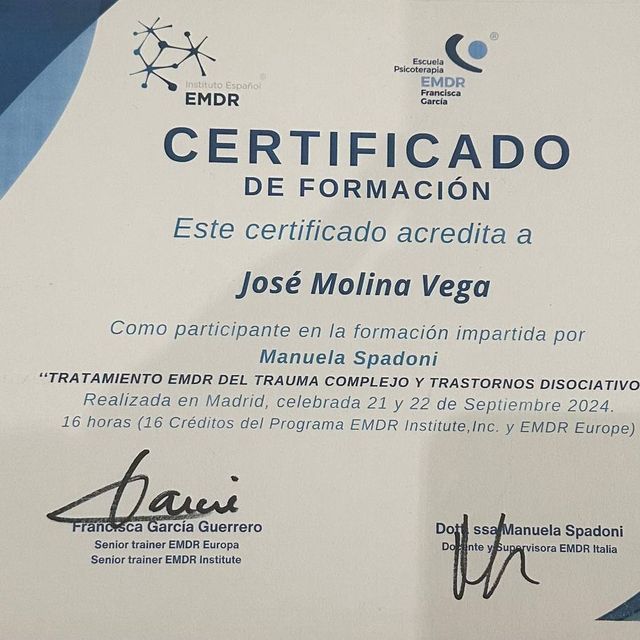 Instituto Español
EMDR
®
Escuela
Psicoterapia
EMDR
Francisca
García
®
CERTIFICADO
DE FORMACIÓN
Este certificado acredita a
José Molina Vega
Como participante en la formación impartida por
Manuela Spadoni
“TRATAMIENTO EMDR DEL TRAUMA COMPLEJO Y TRASTORNOS DISOCIATIVO
Realizada en Madrid, celebrada 21 y 22 de Septiembre 2024.
16 horas (16 Créditos del Programa EMDR Institute,Inc. y EMDR Europe)
Francisca García Guerrero
Senior trainer EMDR Europa
Senior trainer EMDR Institute
Dott. ssa Manuela Spadoni
Docente y Supervisora EMDR Italia